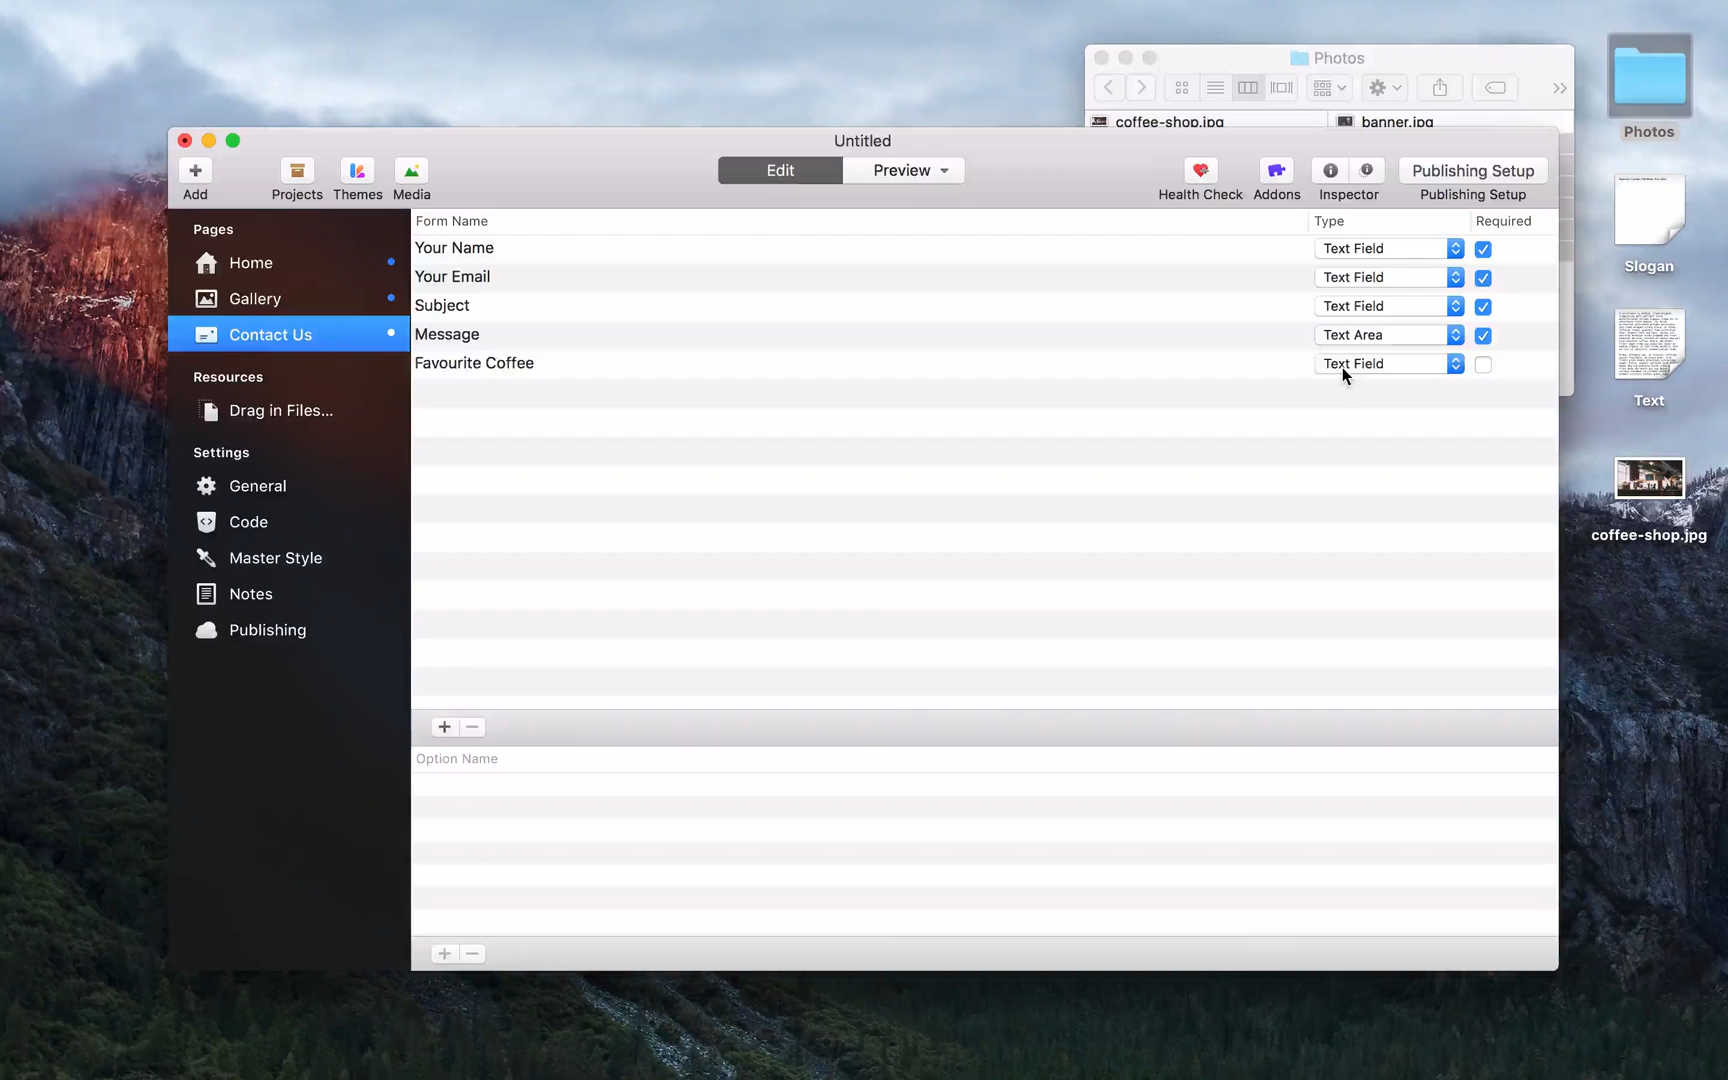 Photos
coffee-shop.jpg
banner.jpg
Photos
Untitled
Add
Projects
Themes
Media
Edit
Preview
Health Check
Addons
Inspector
Publishing Setup
Publishing Setup
Pages
Home
Gallery
Contact Us
Resources
Drag in Files...
Settings
General
Code
Master Style
Notes
Publishing
Form Name Type Required
Your Name Text Field
Your Email Text Field
Subject Text Field
Message Text Area
Favourite Coffee Text Field
Option Name
Slogan
Text
coffee-shop.jpg